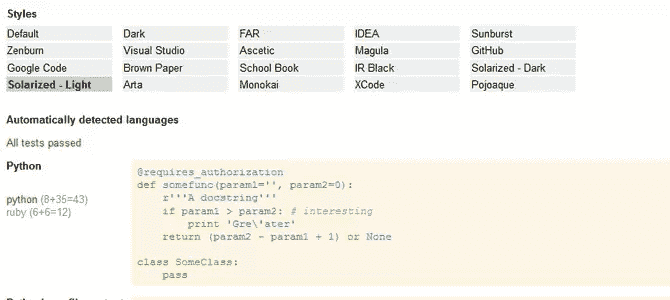 Styles
Default Dark FAR IDEA Sunburst
Zenburn Visual Studio Ascetic Magula GitHub
Google Code Brown Paper School Book IR Black Solarized - Dark
Solarized - Light Arta Monokai XCode Pojoaque
Automatically detected languages
All tests passed
Python
python (8+35=43)
ruby (6+6=12)
@requires_authorization
def somefunc(param1='', param2=0):
    r'''A docstring'''
    if param1 > param2: # interesting
        print 'Gre\'ater'
    return (param2 - param1 + 1) or None
class SomeClass:
    pass